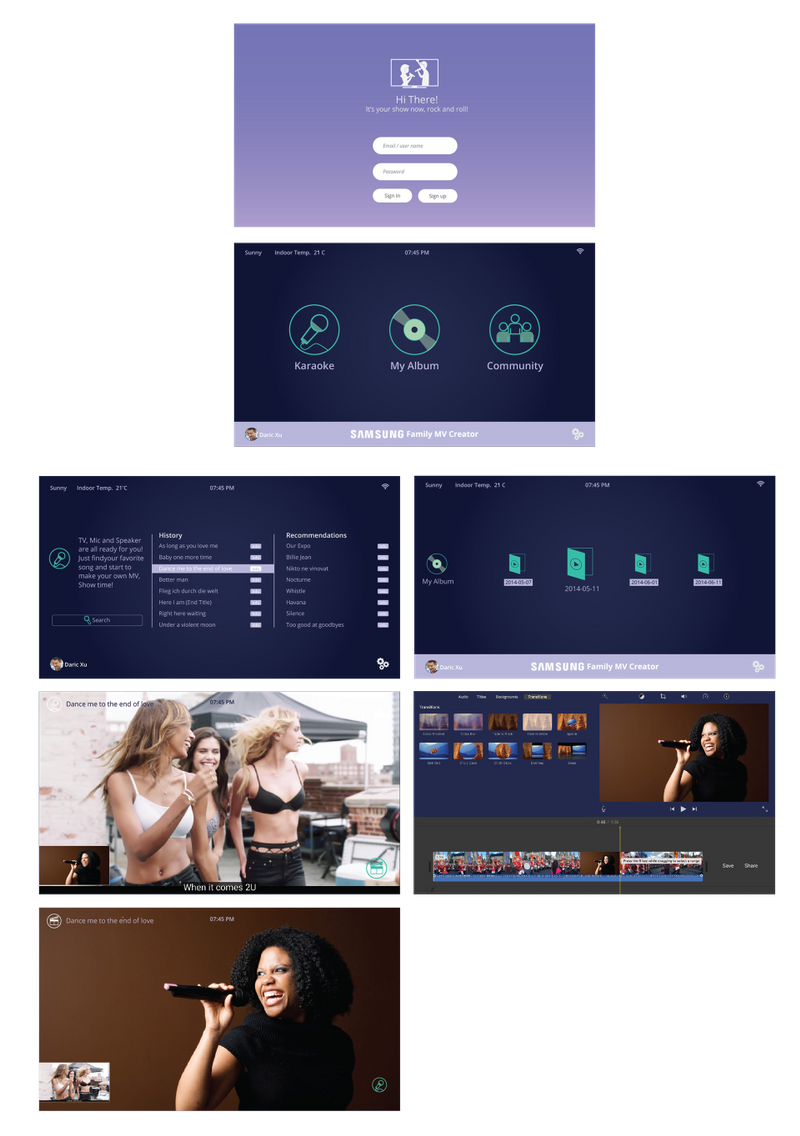 Hi There!
It's your show now, rock and roll!
Email / user name
Password
Sign In
Sign up
Sunny Indoor Temp. 21 C 07:45 PM
Karaoke My Album Community
Daric Xu SAMSUNG Family MV Creator
Sunny Indoor Temp. 21°C 07:45 PM
TV, Mic and Speaker
are all ready for you!
Just findyour favorite
song and start to
make your own MV,
Show time!
Search
History
As long as you love me
Baby one more time
Dance me to the end of love
Better man
Flieg ich durch die welt
Here I am (End Title)
Right here waiting
Under a violent moon
Recommendations
Our Expo
Billie Jean
Nikto ne vinovat
Nocturne
Whistle
Havana
Silence
Too good at goodbyes
Daric Xu
Sunny Indoor Temp. 21 C 07:45 PM
My Album
2014-05-07
2014-05-11
2014-06-01
2014-06-11
Daric Xu SAMSUNG Family MV Creator
Dance me to the end of love 07:45 PM
When it comes 2U
Audio Titles Backgrounds Transitions
Transitions
Save Share
Dance me to the end of love 07:45 PM